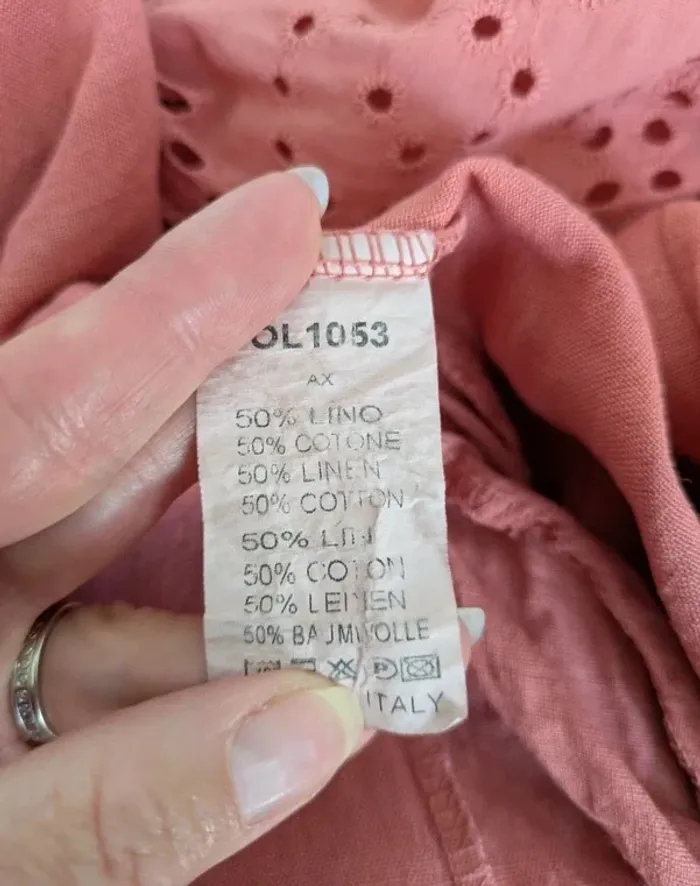 OL1053
AX
50% LINO
50% COTONE
50% LINEN
50% COTTON
50% LIN
50% COTON
50% LEINEN
50% BAUMWOLLE
ITALY